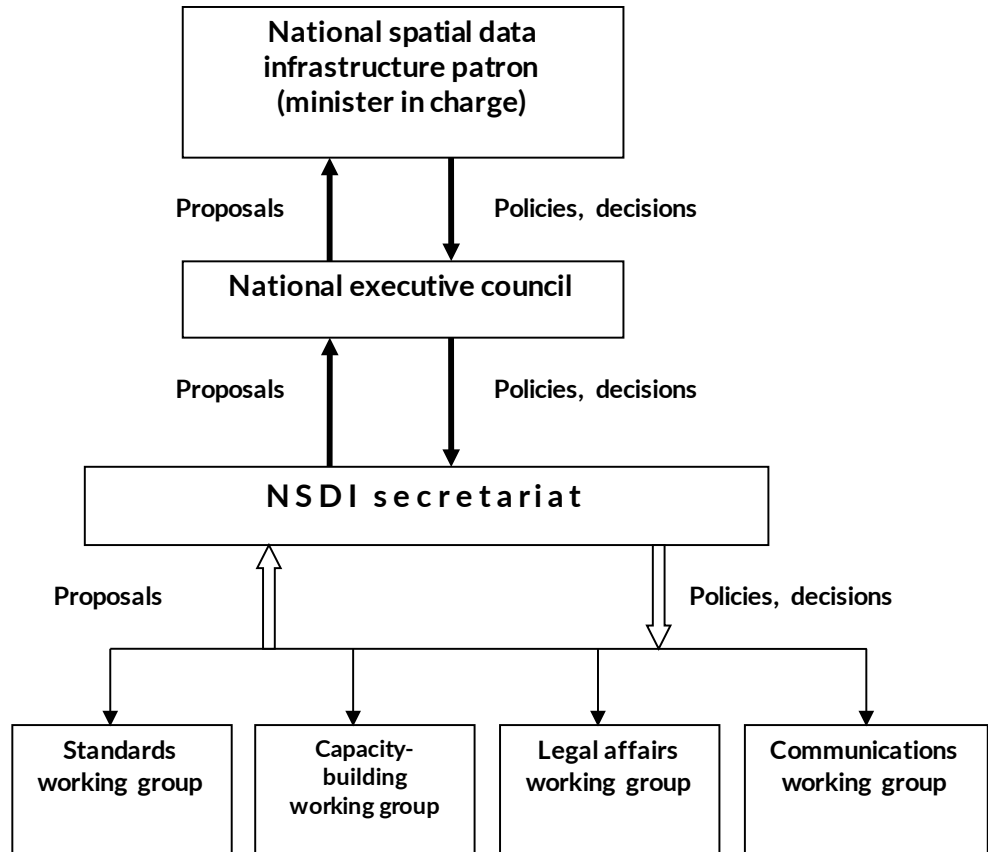 National spatial data
infrastructure patron
(minister in charge)
Proposals
Policies, decisions
National executive council
Proposals
Policies, decisions
NSDI secretariat
Proposals
Policies, decisions
Standards
working group
Capacity-
building
working group
Legal affairs
working group
Communications
working group